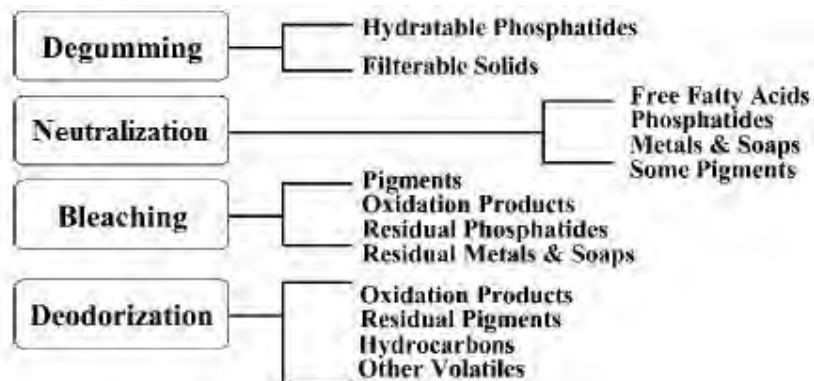 Degumming
Hydratable Phosphatides
Filterable Solids
Neutralization
Free Fatty Acids
Phosphatides
Metals & Soaps
Some Pigments
Bleaching
Pigments
Oxidation Products
Residual Phosphatides
Residual Metals & Soaps
Deodorization
Oxidation Products
Residual Pigments
Hydrocarbons
Other Volatiles